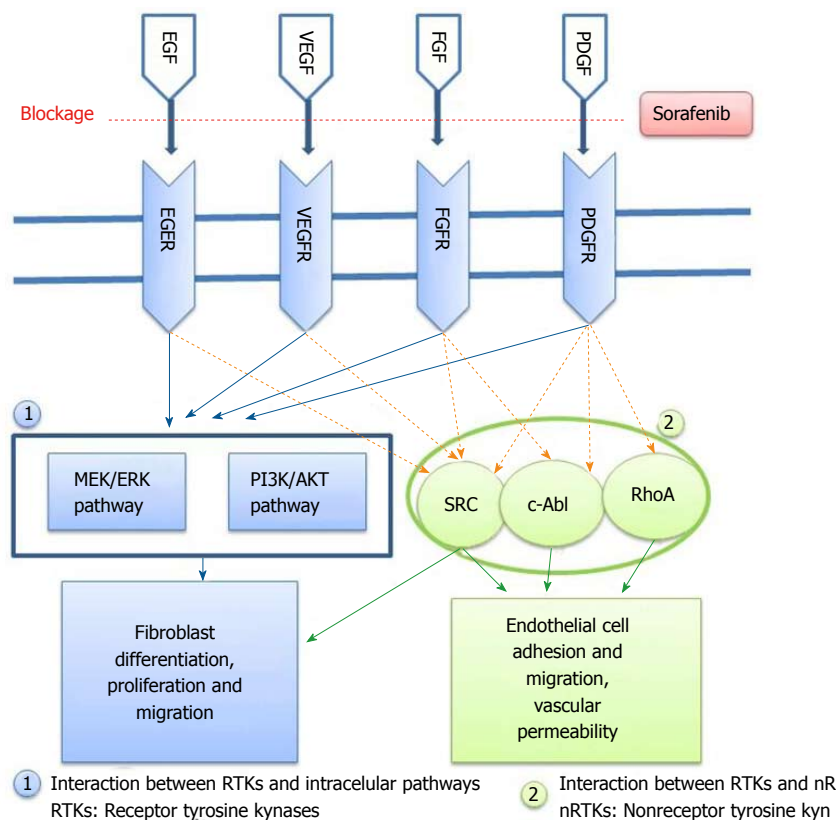 EGF
VEGF
FGF
PDGF
Blockage
Sorafenib
EGER
VEGFR
FGFR
PDGFR
1
2
MEK/ERK
pathway
PI3K/AKT
pathway
SRC
c-Abl
RhoA
Fibroblast
differentiation,
proliferation and
migration
Endothelial cell
adhesion and
migration,
vascular
permeability
1 Interaction between RTKs and intracelular pathways
RTKs: Receptor tyrosine kynases
2 Interaction between RTKs and nR
nRTKs: Nonreceptor tyrosine kyn